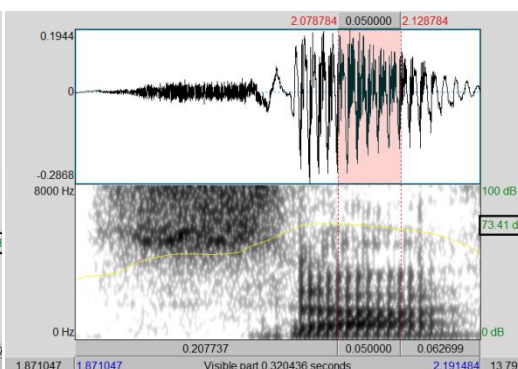 2.078784 0.050000 2.128784
0.1944
0
-0.2868
8000 Hz 100 dB
73.41 d
0 Hz 0 dB
0.207737 0.050000 0.062699
1.871047 1.871047 Visible part 0.320436 seconds 2.191484 13.79